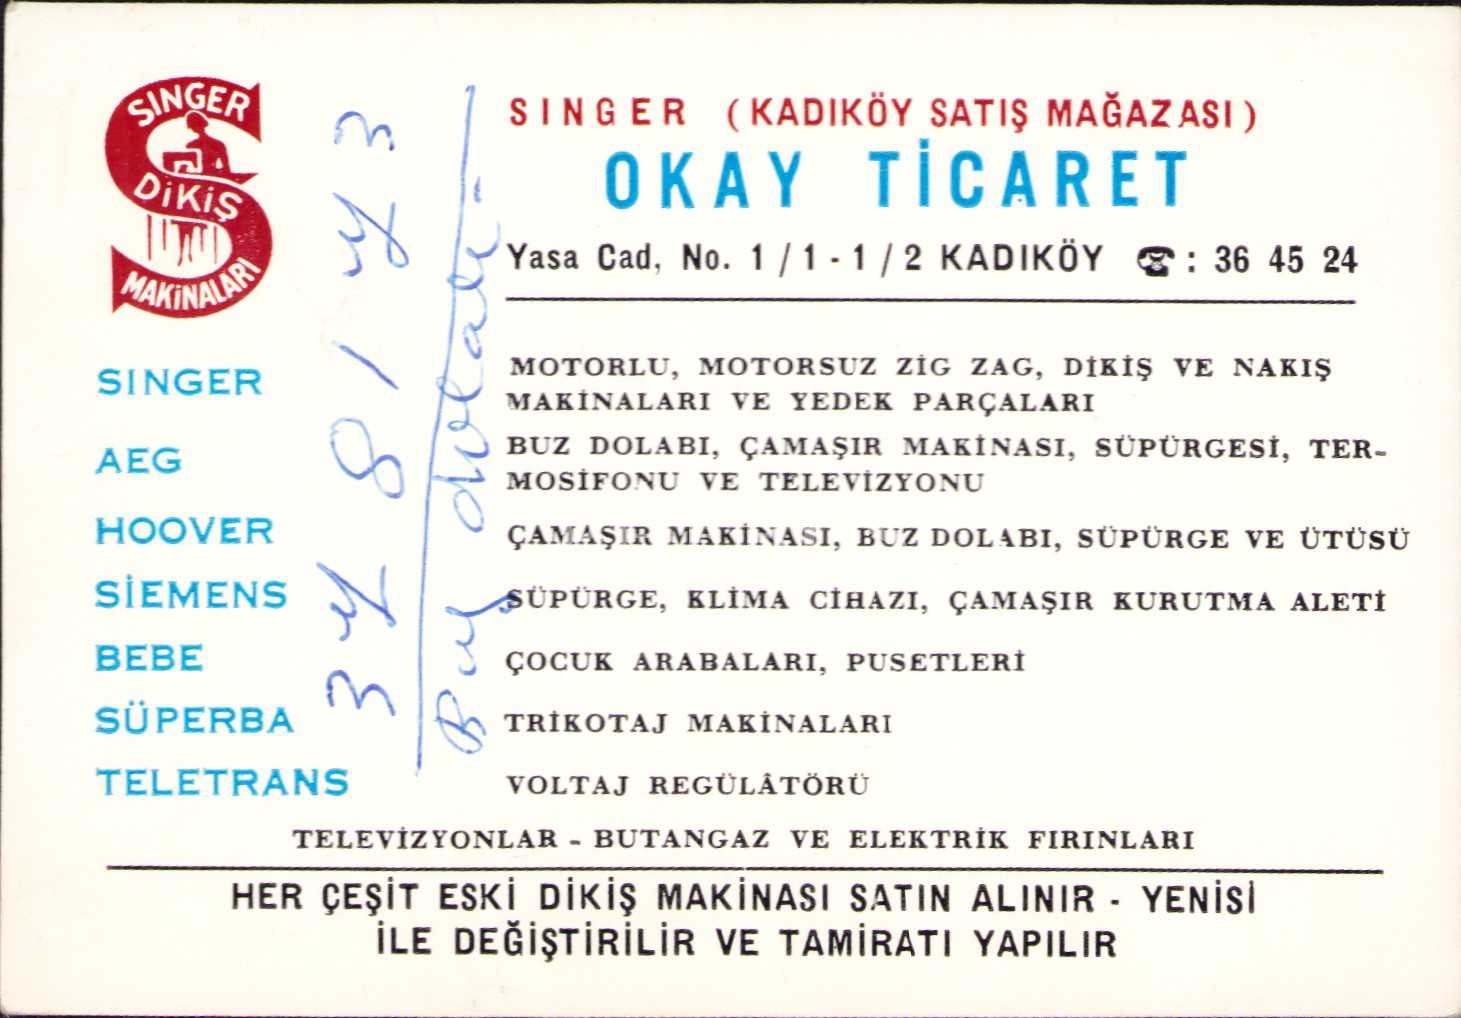 SINGER
DİKİŞ
MAKİNALARI
SINGER (KADIKÖY SATIŞ MAĞAZASI)
OKAY TİCARET
Yasa Cad, No. 1/1-1/2 KADIKÖY ☎: 36 45 24
SINGER MOTORLU, MOTORSUZ ZİG ZAG, DİKİŞ VE NAKIŞ
MAKİNALARI VE YEDEK PARÇALARI
AEG BUZ DOLABI, ÇAMAŞIR MAKİNASI, SÜPÜRGESİ, TER-
MOSİFONU VE TELEVİZYONU
HOOVER ÇAMAŞIR MAKİNASI, BUZ DOLABI, SÜPÜRGE VE ÜTÜSÜ
SİEMENS SÜPÜRGE, KLİMA CİHAZI, ÇAMAŞIR KURUTMA ALETİ
BEBE ÇOCUK ARABALARI, PUSETLERİ
SÜPERBA TRİKOTAJ MAKİNALARI
TELETRANS VOLTAJ REGÜLÂTÖRÜ
TELEVİZYONLAR - BUTANGAZ VE ELEKTRİK FIRINLARI
HER ÇEŞİT ESKİ DİKİŞ MAKİNASI SATIN ALINIR - YENİSİ
İLE DEĞİŞTİRİLİR VE TAMİRATI YAPILIR
34 81 43